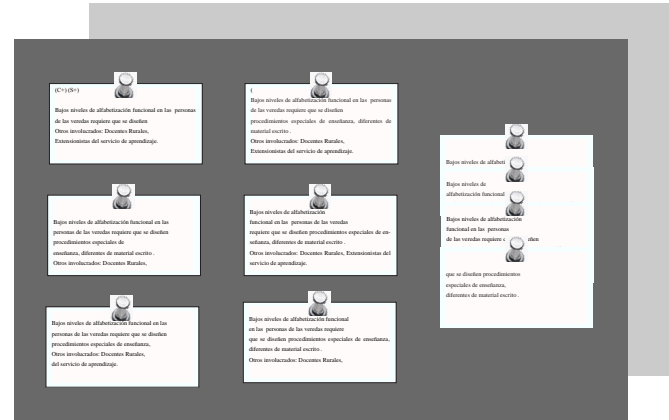 (C+) (S+)
Bajos niveles de alfabetización funcional en las personas
de las veredas requiere que se diseñen
Otros involucrados: Docentes Rurales,
Extensionistas del servicio de aprendizaje.
(
Bajos niveles de alfabetización funcional en las personas
de las veredas requiere que se diseñen
procedimientos especiales de enseñanza, diferentes de
material escrito .
Otros involucrados: Docentes Rurales,
Extensionistas del servicio de aprendizaje.
Bajos niveles de alfabetización funcional en las
personas de las veredas requiere que se diseñen
procedimientos especiales de
enseñanza, diferentes de material escrito .
Otros involucrados: Docentes Rurales,
Bajos niveles de alfabetización
funcional en las personas de las veredas
requiere que se diseñen procedimientos especiales de en-
señanza, diferentes de material escrito .
Otros involucrados: Docentes Rurales, Extensionistas del
servicio de aprendizaje.
Bajos niveles de alfabetización funcional en las
personas de las veredas requiere que se diseñen
procedimientos especiales de enseñanza,
Otros involucrados: Docentes Rurales,
del servicio de aprendizaje.
Bajos niveles de alfabetización funcional
en las personas de las veredas requiere
que se diseñen procedimientos especiales de enseñanza,
diferentes de material escrito .
Otros involucrados: Docentes Rurales,
Bajos niveles de alfabeti
Bajos niveles de
alfabetización funcional
Bajos niveles de alfabetización
funcional en las personas
de las veredas requiere eñen
que se diseñen procedimientos
especiales de enseñanza,
diferentes de material escrito .